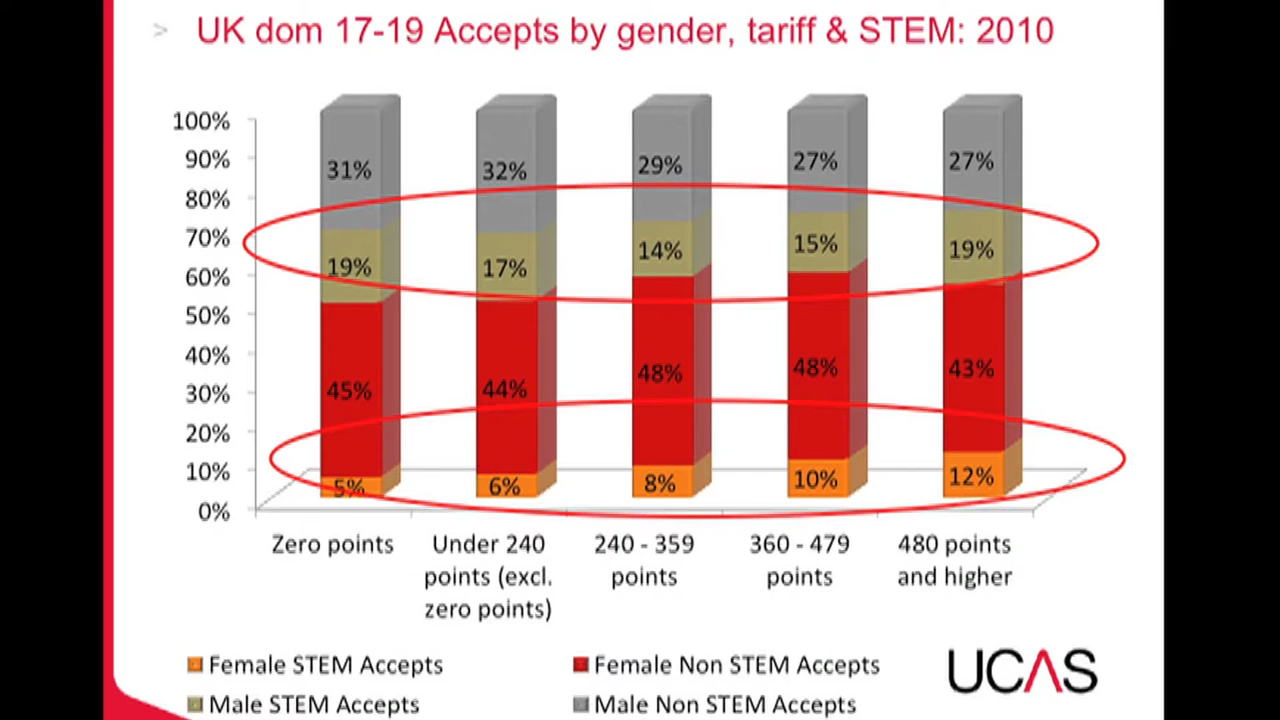 > UK dom 17-19 Accepts by gender, tariff & STEM: 2010
100%
90%
80%
70%
60%
50%
40%
30%
20%
10%
0%
31% 32% 29% 27% 27%
19% 17% 14% 15% 19%
45% 44% 48% 48% 43%
5% 6% 8% 10% 12%
Zero points
Under 240
points (excl.
zero points)
240 - 359
points
360 - 479
points
480 points
and higher
Female STEM Accepts
Female Non STEM Accepts
Male STEM Accepts
Male Non STEM Accepts
UCAS